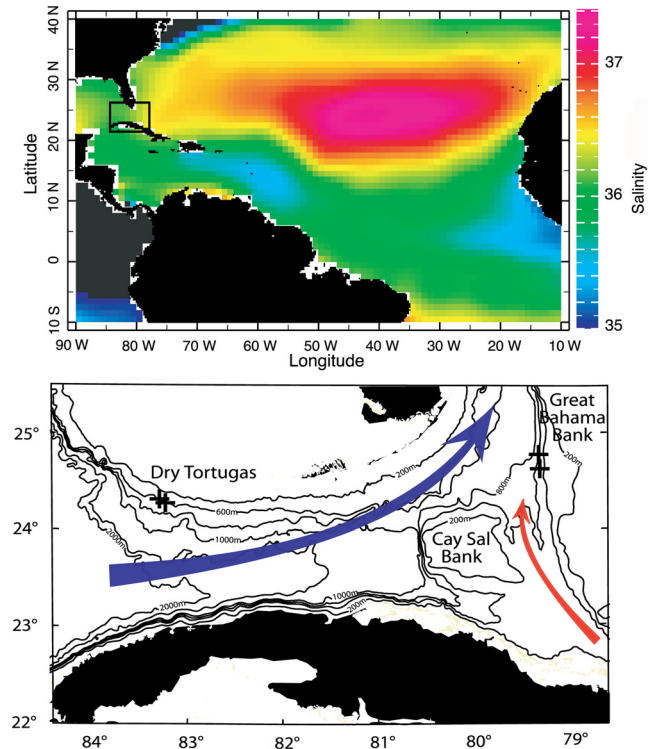 40 N
30 N
20 N
10 N
0
10 S
Latitude
90 W 80 W 70 W 60 W 50 W 40 W 30 W 20 W 10 W
Longitude
37
36
35
Salinity
25°
24°
23°
22°
Great
Bahama
Bank
Dry Tortugas
200m
200m
800m
600m
2000m
1000m
200m
Cay Sal
Bank
2000m
1000m
200m
84° 83° 82° 81° 80° 79°